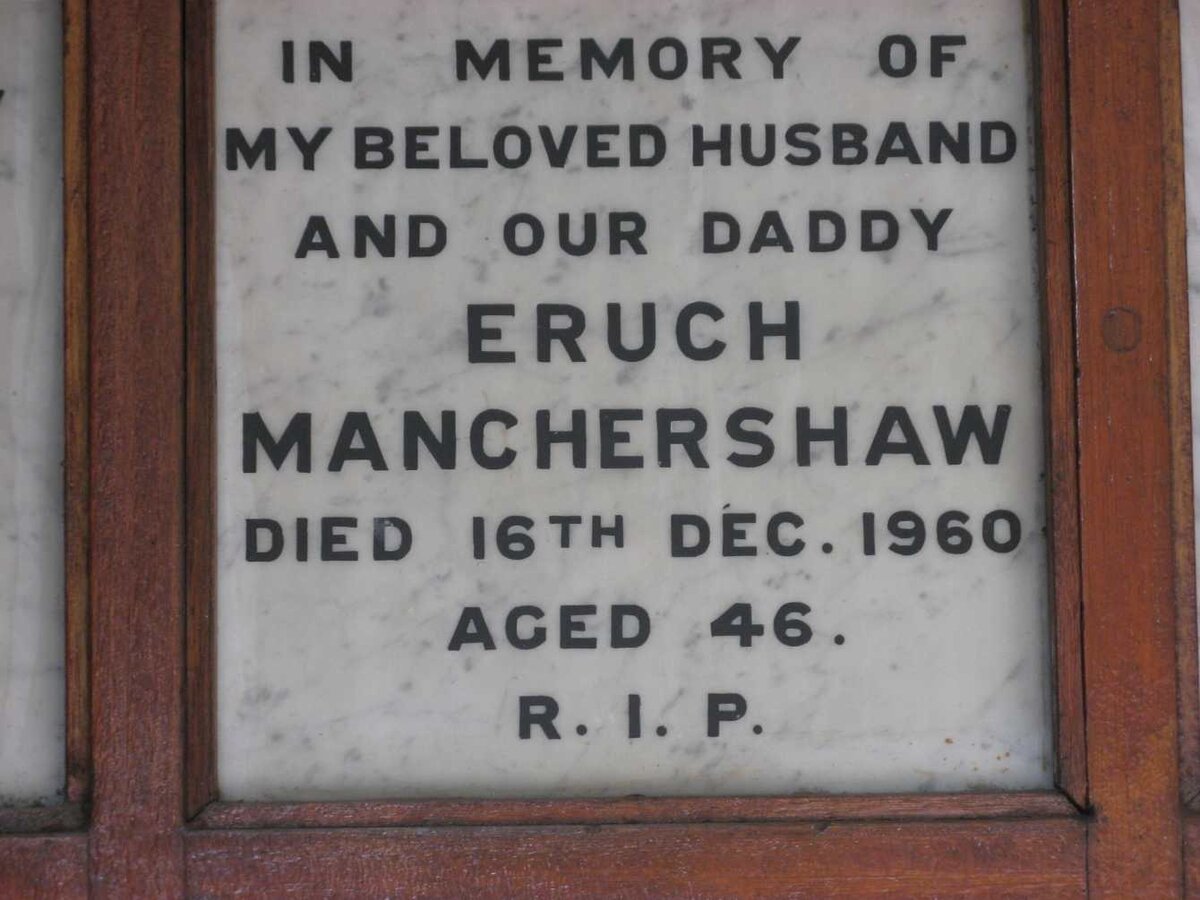 IN MEMORY OF
MY BELOVED HUSBAND
AND OUR DADDY
ERUCH
MANCHERSHAW
DIED 16TH DEC. 1960
AGED 46.
R. I. P.